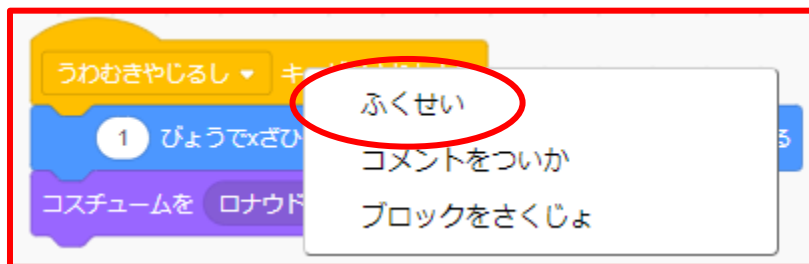 うわむきやじるし
ふくせい
1 びょうでxざひ
コメントをついか
る
コスチュームを ロナウド
ブロックをさくじょ